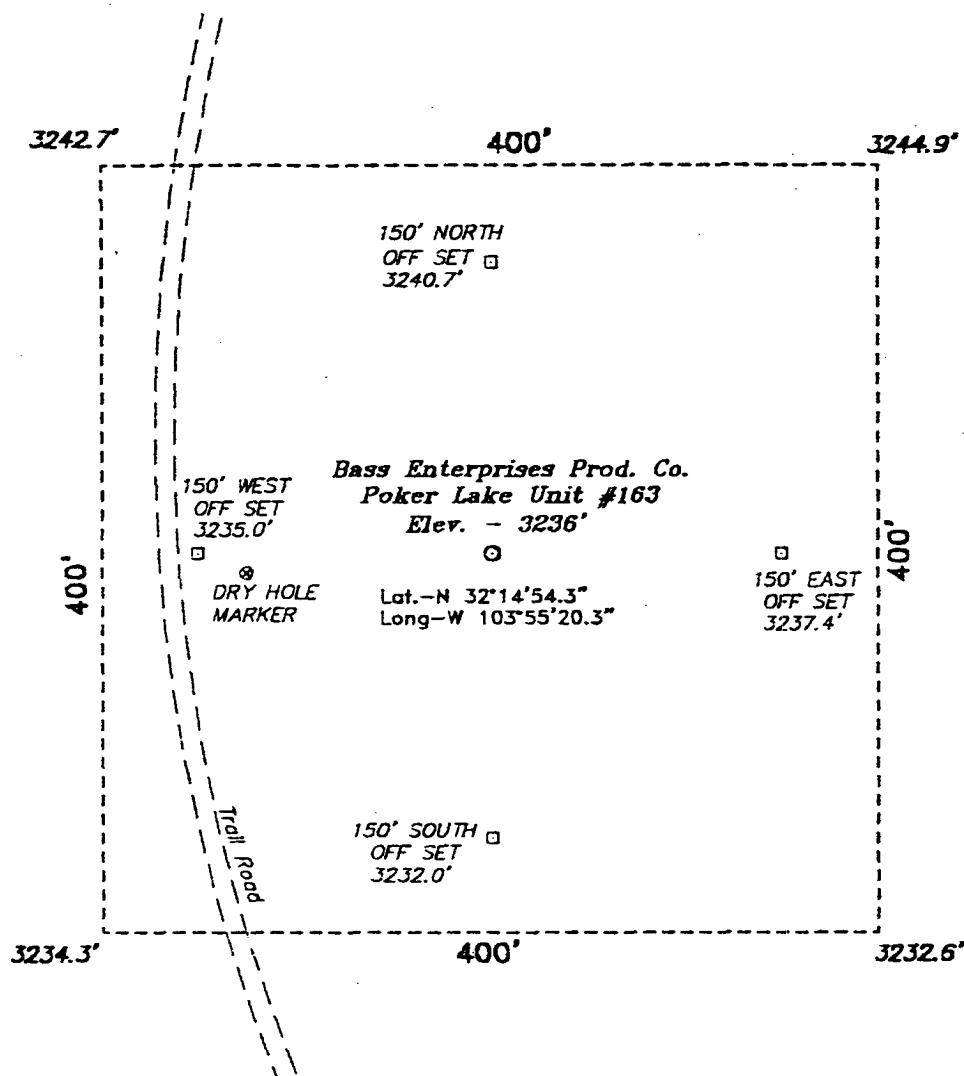 3242.7'
400'
3244.9'
150' NORTH
OFF SET
3240.7'
Bass Enterprises Prod. Co.
Poker Lake Unit #163
Elev. - 3236'
150' WEST
OFF SET
3235.0'
400'
400'
DRY HOLE
MARKER
Lat.-N 32°14'54.3"
Long-W 103°55'20.3"
150' EAST
OFF SET
3237.4'
Trail Road
150' SOUTH
OFF SET
3232.0'
3234.3'
400'
3232.6'